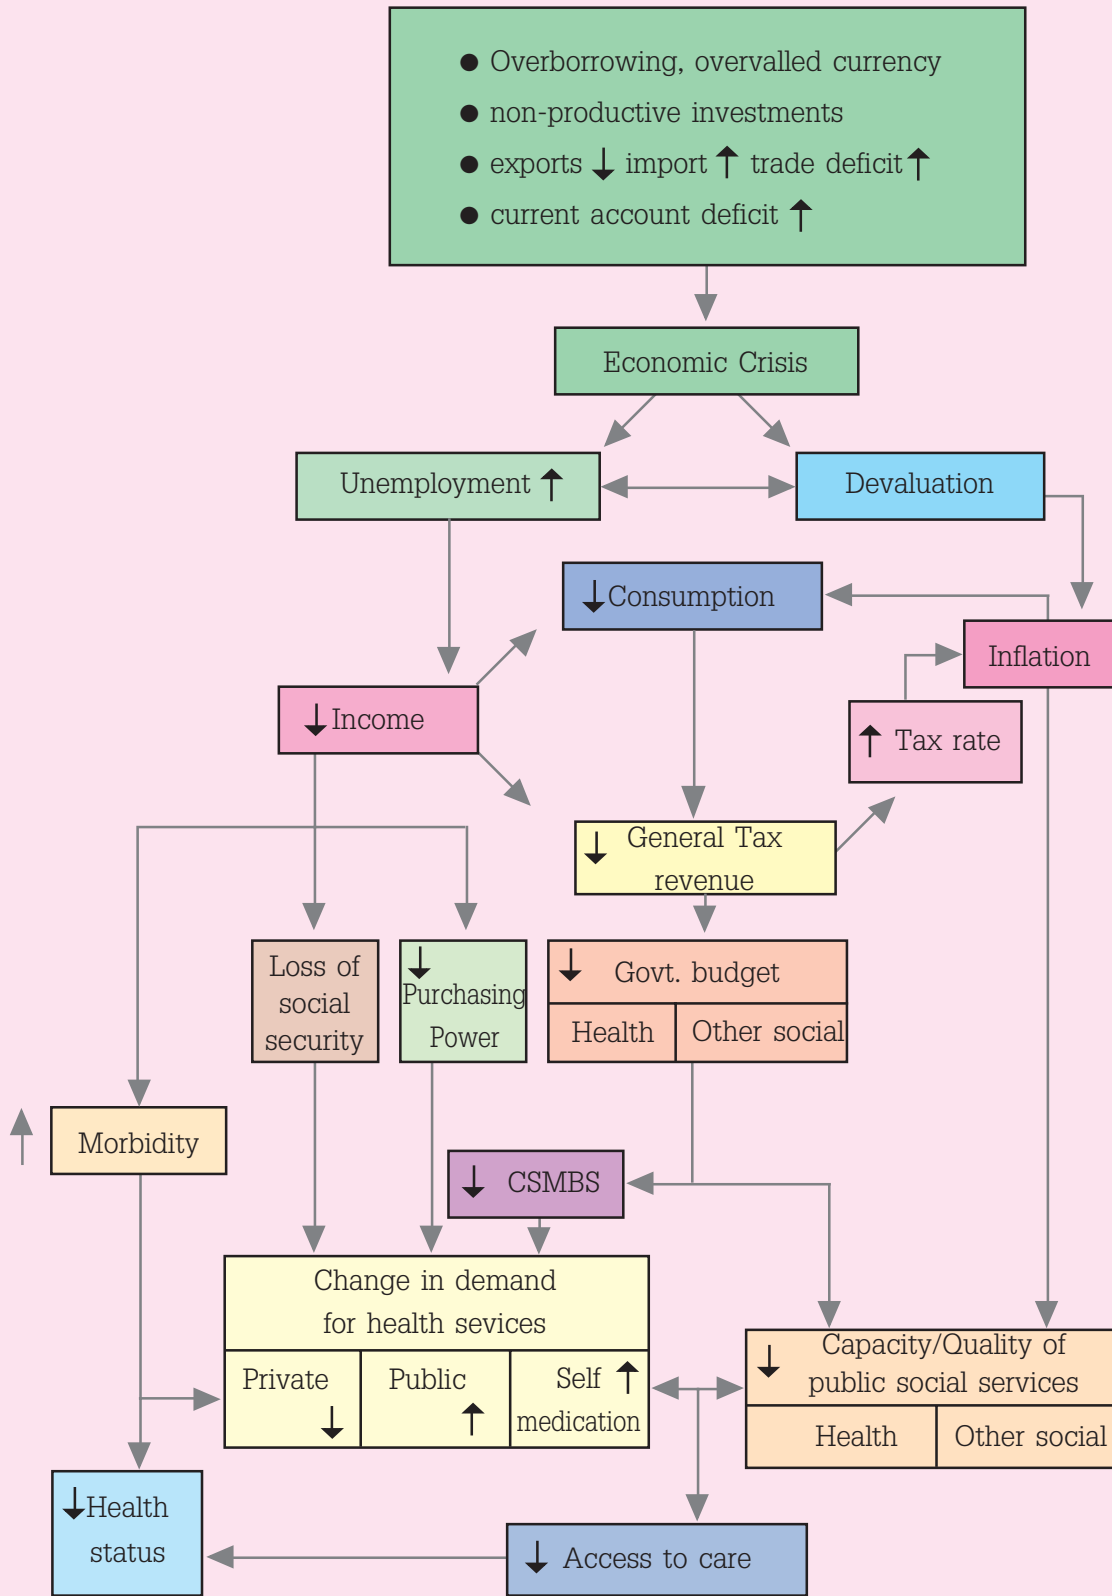 ● Overborrowing, overvalled currency
● non-productive investments
● exports ↓ import ↑ trade deficit ↑
● current account deficit ↑
Economic Crisis
Unemployment ↑
Devaluation
↓ Consumption
Inflation
↓ Income
↑ Tax rate
↓ General Tax
revenue
Loss of
social
security
↓
Purchasing
Power
↓ Govt. budget
Health
Other social
↑ Morbidity
↓ CSMBS
Change in demand
for health sevices
Private
↓
Public
↑
Self ↑
medication
↓ Capacity/Quality of
public social services
Health
Other social
↓ Health
status
↓ Access to care